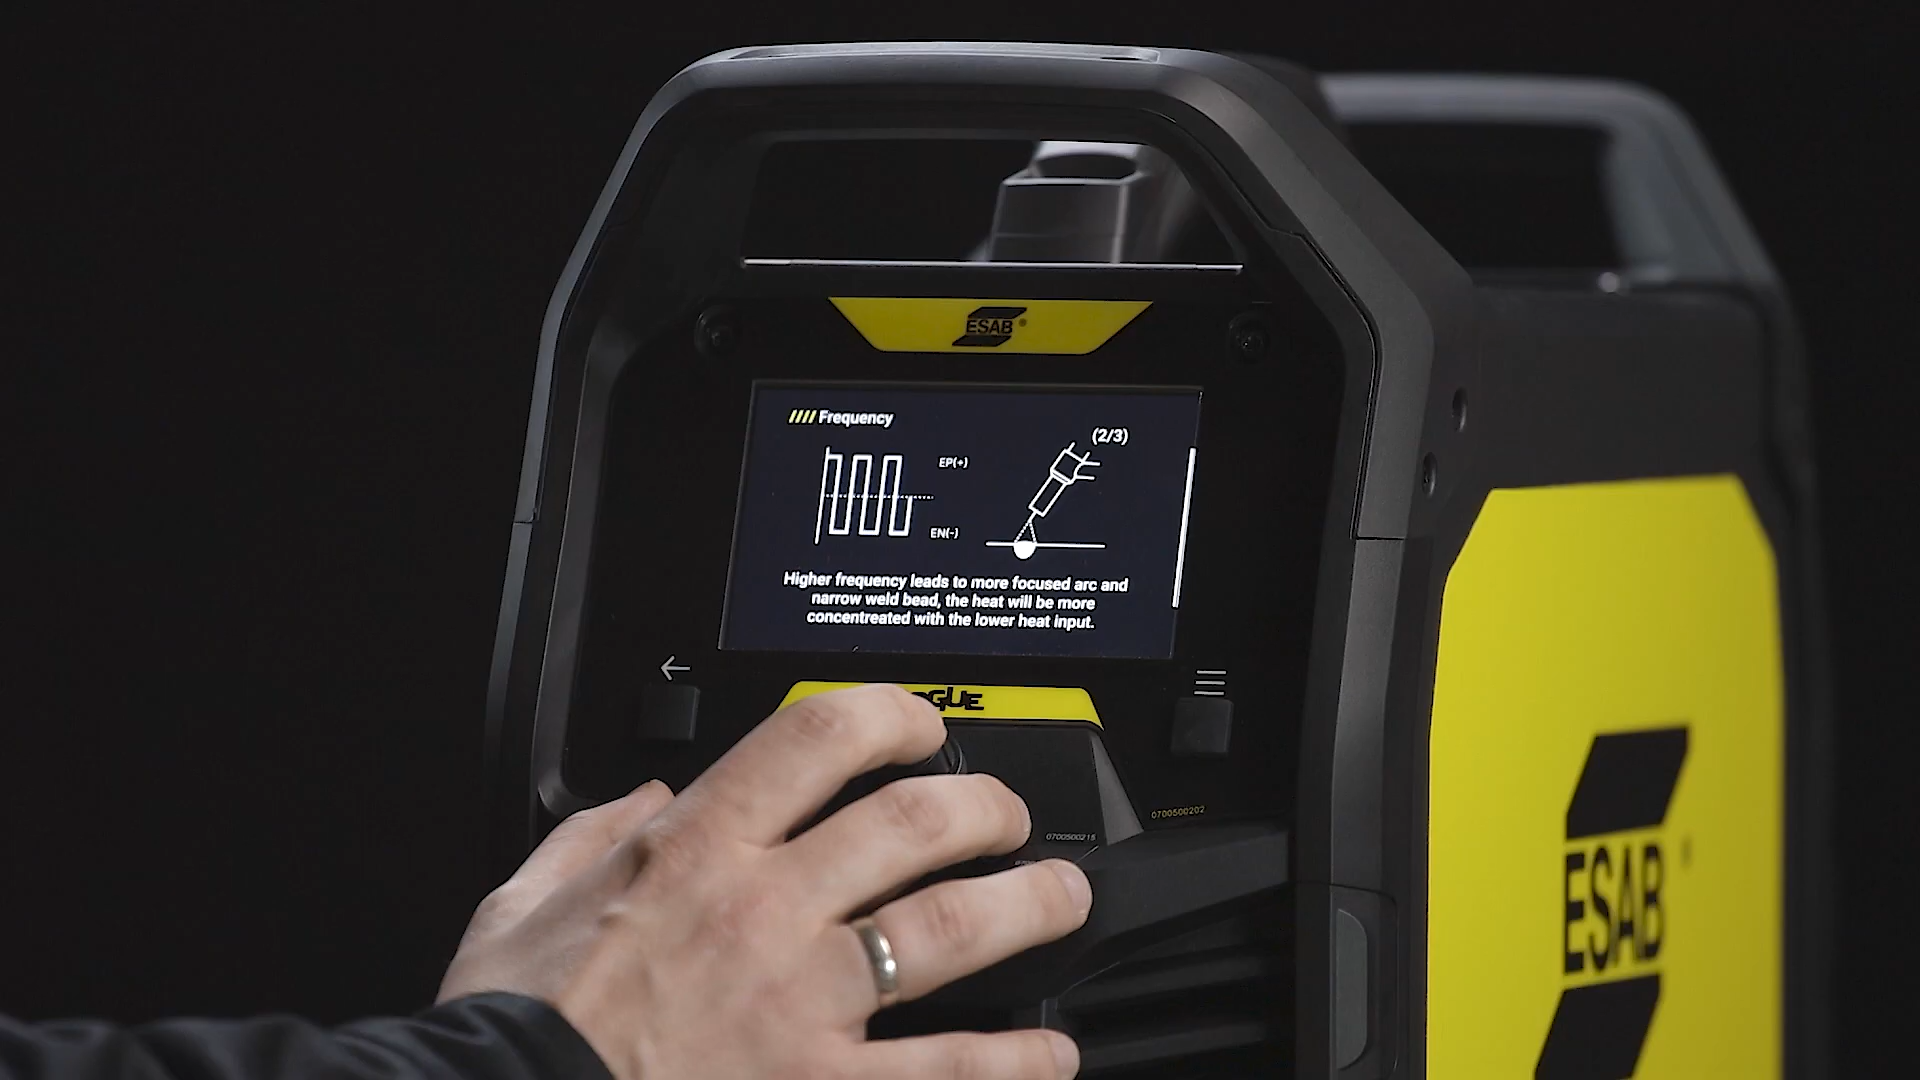 ESAB®
//// Frequency
(2/3)
EP(+)
EN(-)
Higher frequency leads to more focused arc and
narrow weld bead, the heat will be more
concentreated with the lower heat input.
0700500202
0700500215
ESAB